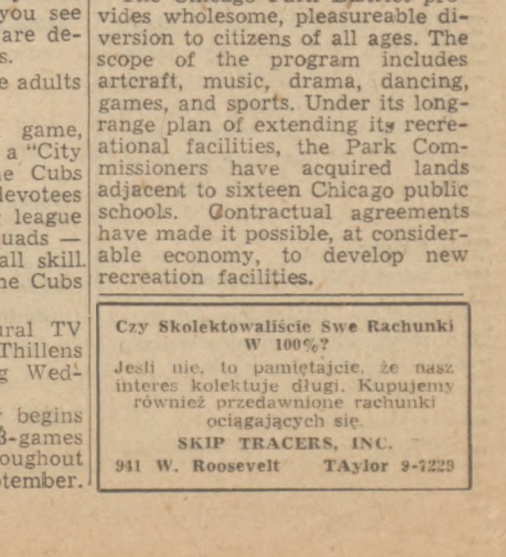 you see
are de-
s.
e adults
game,
a "City
e Cubs
devotees
league
uads —
all skill.
he Cubs
ural TV
Thillens
g Wed-
begins
3-games
oughout
tember.
vides wholesome, pleasureable di-
version to citizens of all ages. The
scope of the program includes
artcraft, music, drama, dancing,
games, and sports. Under its long-
range plan of extending its recre-
ational facilities, the Park Com-
missioners have acquired lands
adjacent to sixteen Chicago public
schools. Contractual agreements
have made it possible, at consider-
able economy, to develop new
recreation facilities.
Czy Skolektowaliście Swe Rachunki
W 100%?
Jesli nie, to pamiętajcie, że nasz
interes kolektuje długi. Kupujemy
również przedawnione rachunki
ociągających się.
SKIP TRACERS, INC.
941 W. Roosevelt TAylor 9-7229